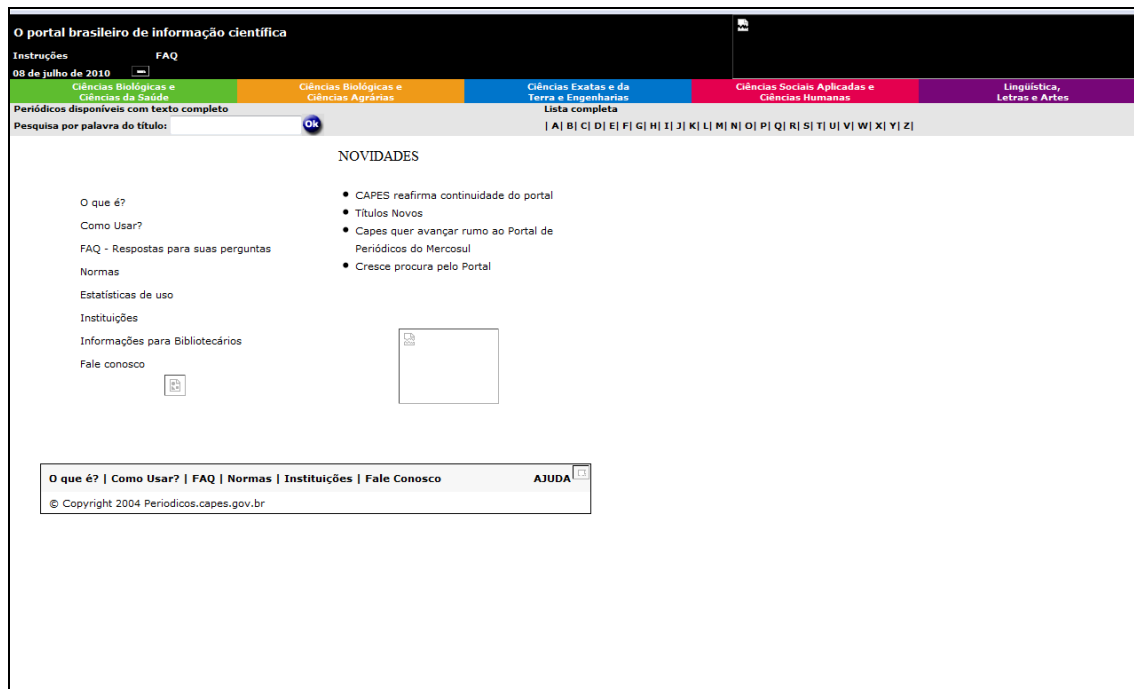 O portal brasileiro de informação científica
Instruções FAQ
08 de julho de 2010
Ciências Biológicas e
Ciências da Saúde
Ciências Biológicas e
Ciências Agrárias
Ciências Exatas e da
Terra e Engenharias
Ciências Sociais Aplicadas e
Ciências Humanas
Lingüística,
Letras e Artes
Periódicos disponíveis com texto completo
Lista completa
Pesquisa por palavra do título: Ok
| A| B| C| D| E| F| G| H| I| J| K| L| M| N| O| P| Q| R| S| T| U| V| W| X| Y| Z|
O que é?
Como Usar?
FAQ - Respostas para suas perguntas
Normas
Estatísticas de uso
Instituições
Informações para Bibliotecários
Fale conosco
NOVIDADES
CAPES reafirma continuidade do portal
Títulos Novos
Capes quer avançar rumo ao Portal de
Periódicos do Mercosul
Cresce procura pelo Portal
O que é? | Como Usar? | FAQ | Normas | Instituições | Fale Conosco AJUDA
© Copyright 2004 Periodicos.capes.gov.br